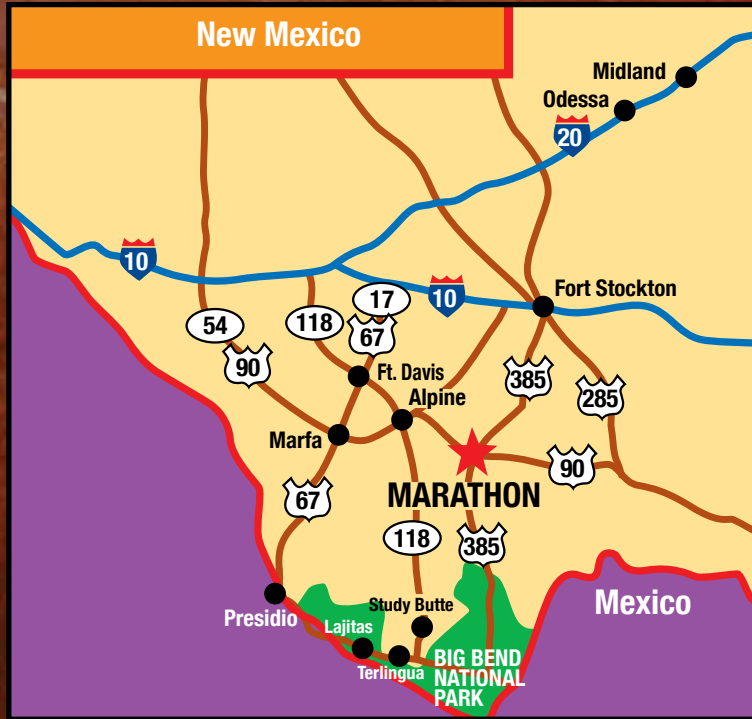 New Mexico
Midland
Odessa
20
10
17
10
Fort Stockton
54
118
67
90
Ft. Davis
385
285
Alpine
Marfa
90
MARATHON
67
118
385
Presidio
Study Butte
Mexico
Lajitas
Terlingua
BIG BEND
NATIONAL
PARK